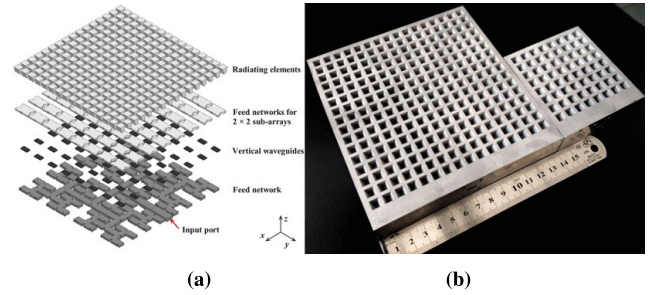 Radiating elements
Feed networks for
2 × 2 sub-arrays
Vertical waveguides
Feed network
Input port
z
x
y
1 2 3 4 5 6 7 8 9 10 11 12 13 14 15
(a)
(b)